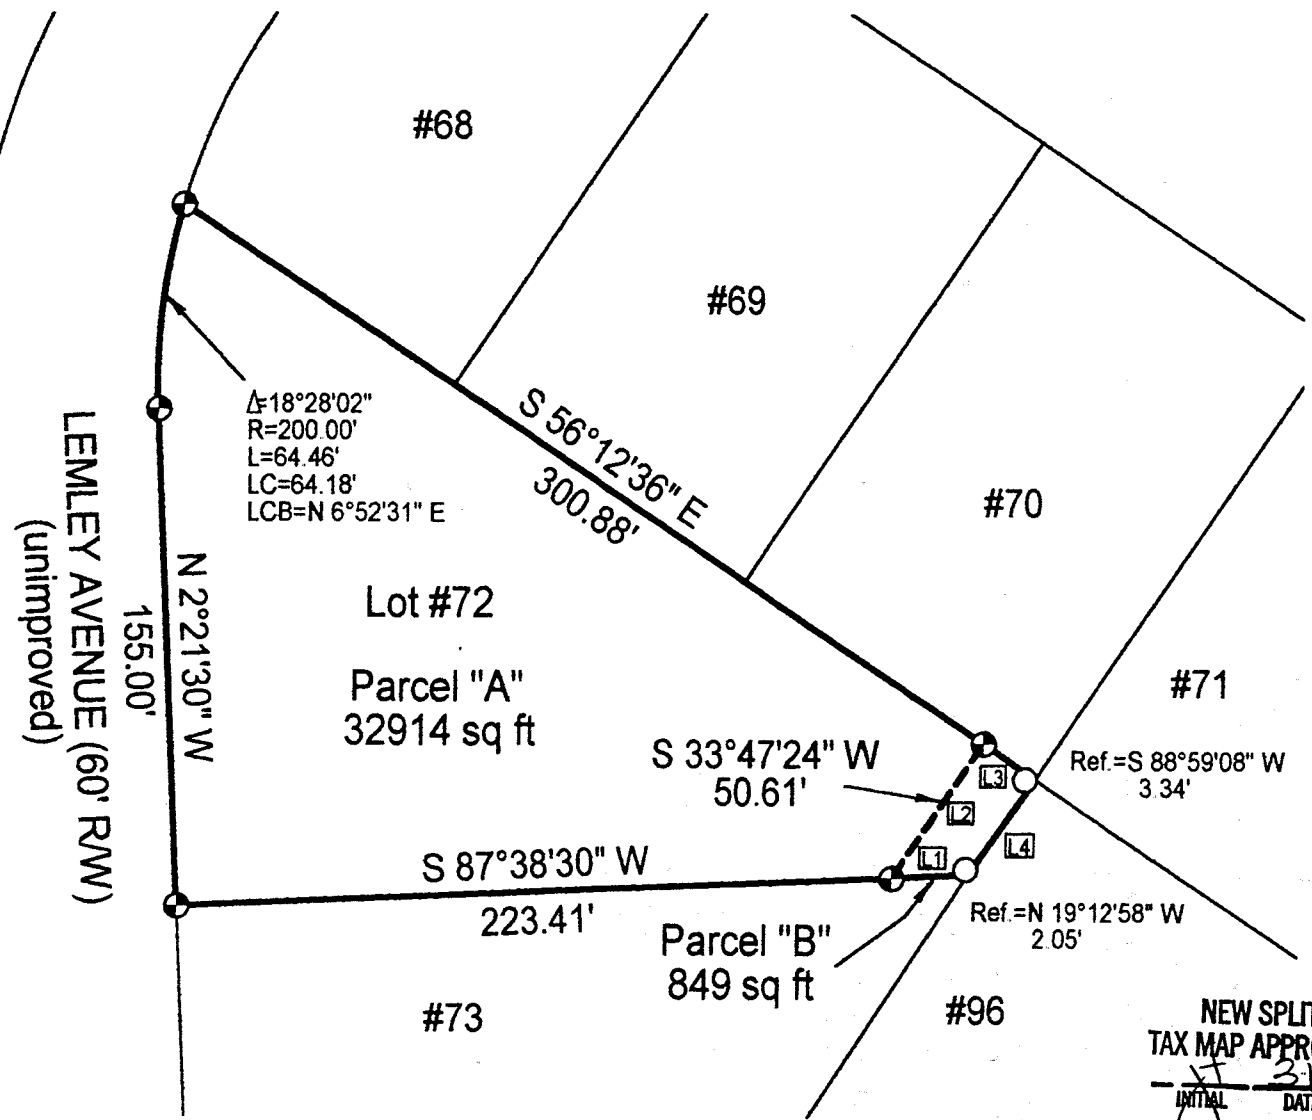 #68
#69
Δ=18°28'02"
R=200.00'
L=64.46'
LC=64.18'
LCB=N 6°52'31" E
S 56°12'36" E
300.88'
#70
LEMLEY AVENUE (60' R/W)
(unimproved)
N 2°21'30" W
155.00'
Lot #72
Parcel "A"
32914 sq ft
#71
S 33°47'24" W
50.61'
L3
Ref.=S 88°59'08" W
3.34'
L2
L4
L1
S 87°38'30" W
223.41'
Ref.=N 19°12'58" W
2.05'
Parcel "B"
849 sq ft
#73
#96
NEW SPLIT
TAX MAP APPRO
INITIAL DAT